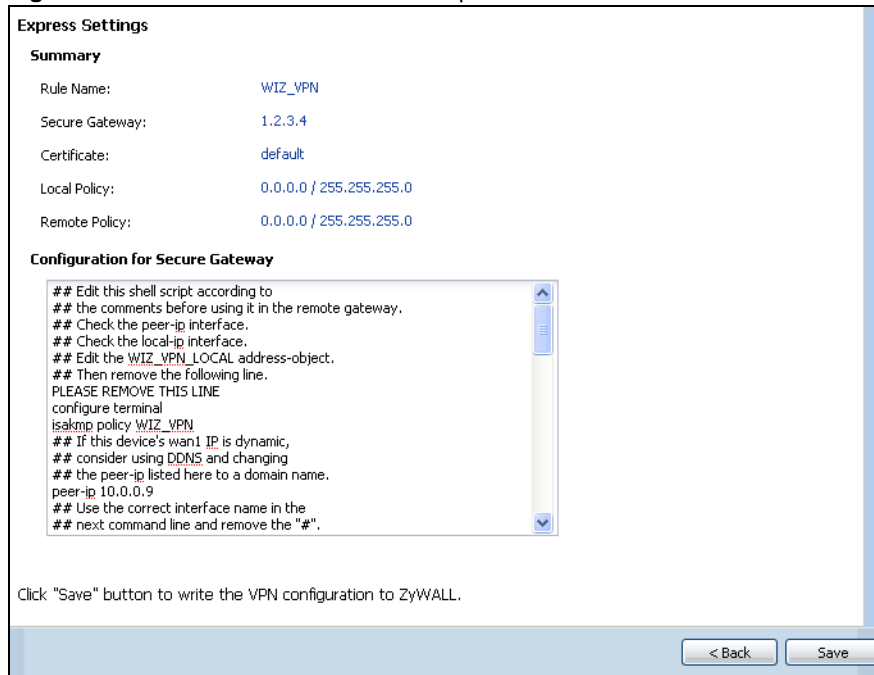 Express Settings
Summary
Rule Name: WIZ_VPN
Secure Gateway: 1.2.3.4
Certificate: default
Local Policy: 0.0.0.0 / 255.255.255.0
Remote Policy: 0.0.0.0 / 255.255.255.0
Configuration for Secure Gateway
## Edit this shell script according to
## the comments before using it in the remote gateway.
## Check the peer-ip interface.
## Check the local-ip interface.
## Edit the WIZ_VPN_LOCAL address-object.
## Then remove the following line.
PLEASE REMOVE THIS LINE
configure terminal
isakmp policy WIZ_VPN
## If this device's wan1 IP is dynamic,
## consider using DDNS and changing
## the peer-ip listed here to a domain name.
peer-ip 10.0.0.9
## Use the correct interface name in the
## next command line and remove the "#".
Click "Save" button to write the VPN configuration to ZyWALL.
< Back Save